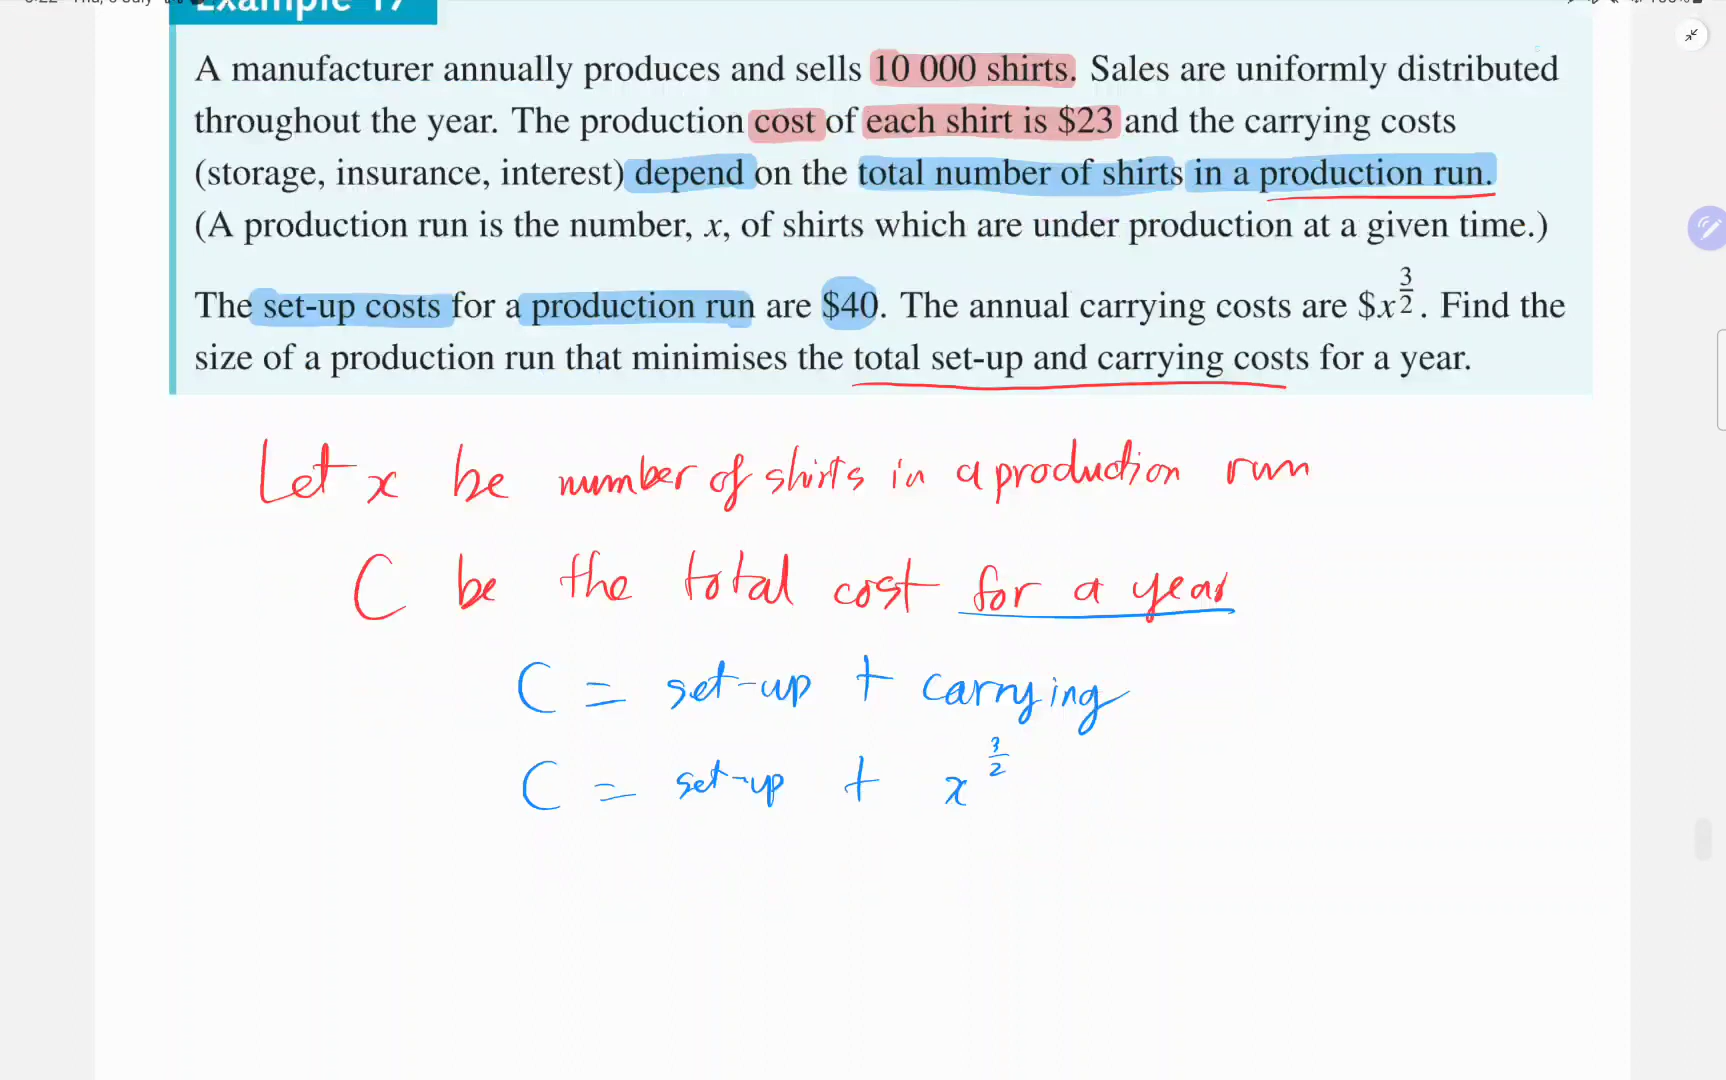 Example 17
A manufacturer annually produces and sells 10 000 shirts. Sales are uniformly distributed
throughout the year. The production cost of each shirt is $23 and the carrying costs
(storage, insurance, interest) depend on the total number of shirts in a production run.
(A production run is the number, x, of shirts which are under production at a given time.)
The set-up costs for a production run are $40. The annual carrying costs are $x^(3/2). Find the
size of a production run that minimises the total set-up and carrying costs for a year.
Let x be number of shirts in a production run
C be the total cost for a year
C = set-up + carrying
C = set-up + x^(3/2)